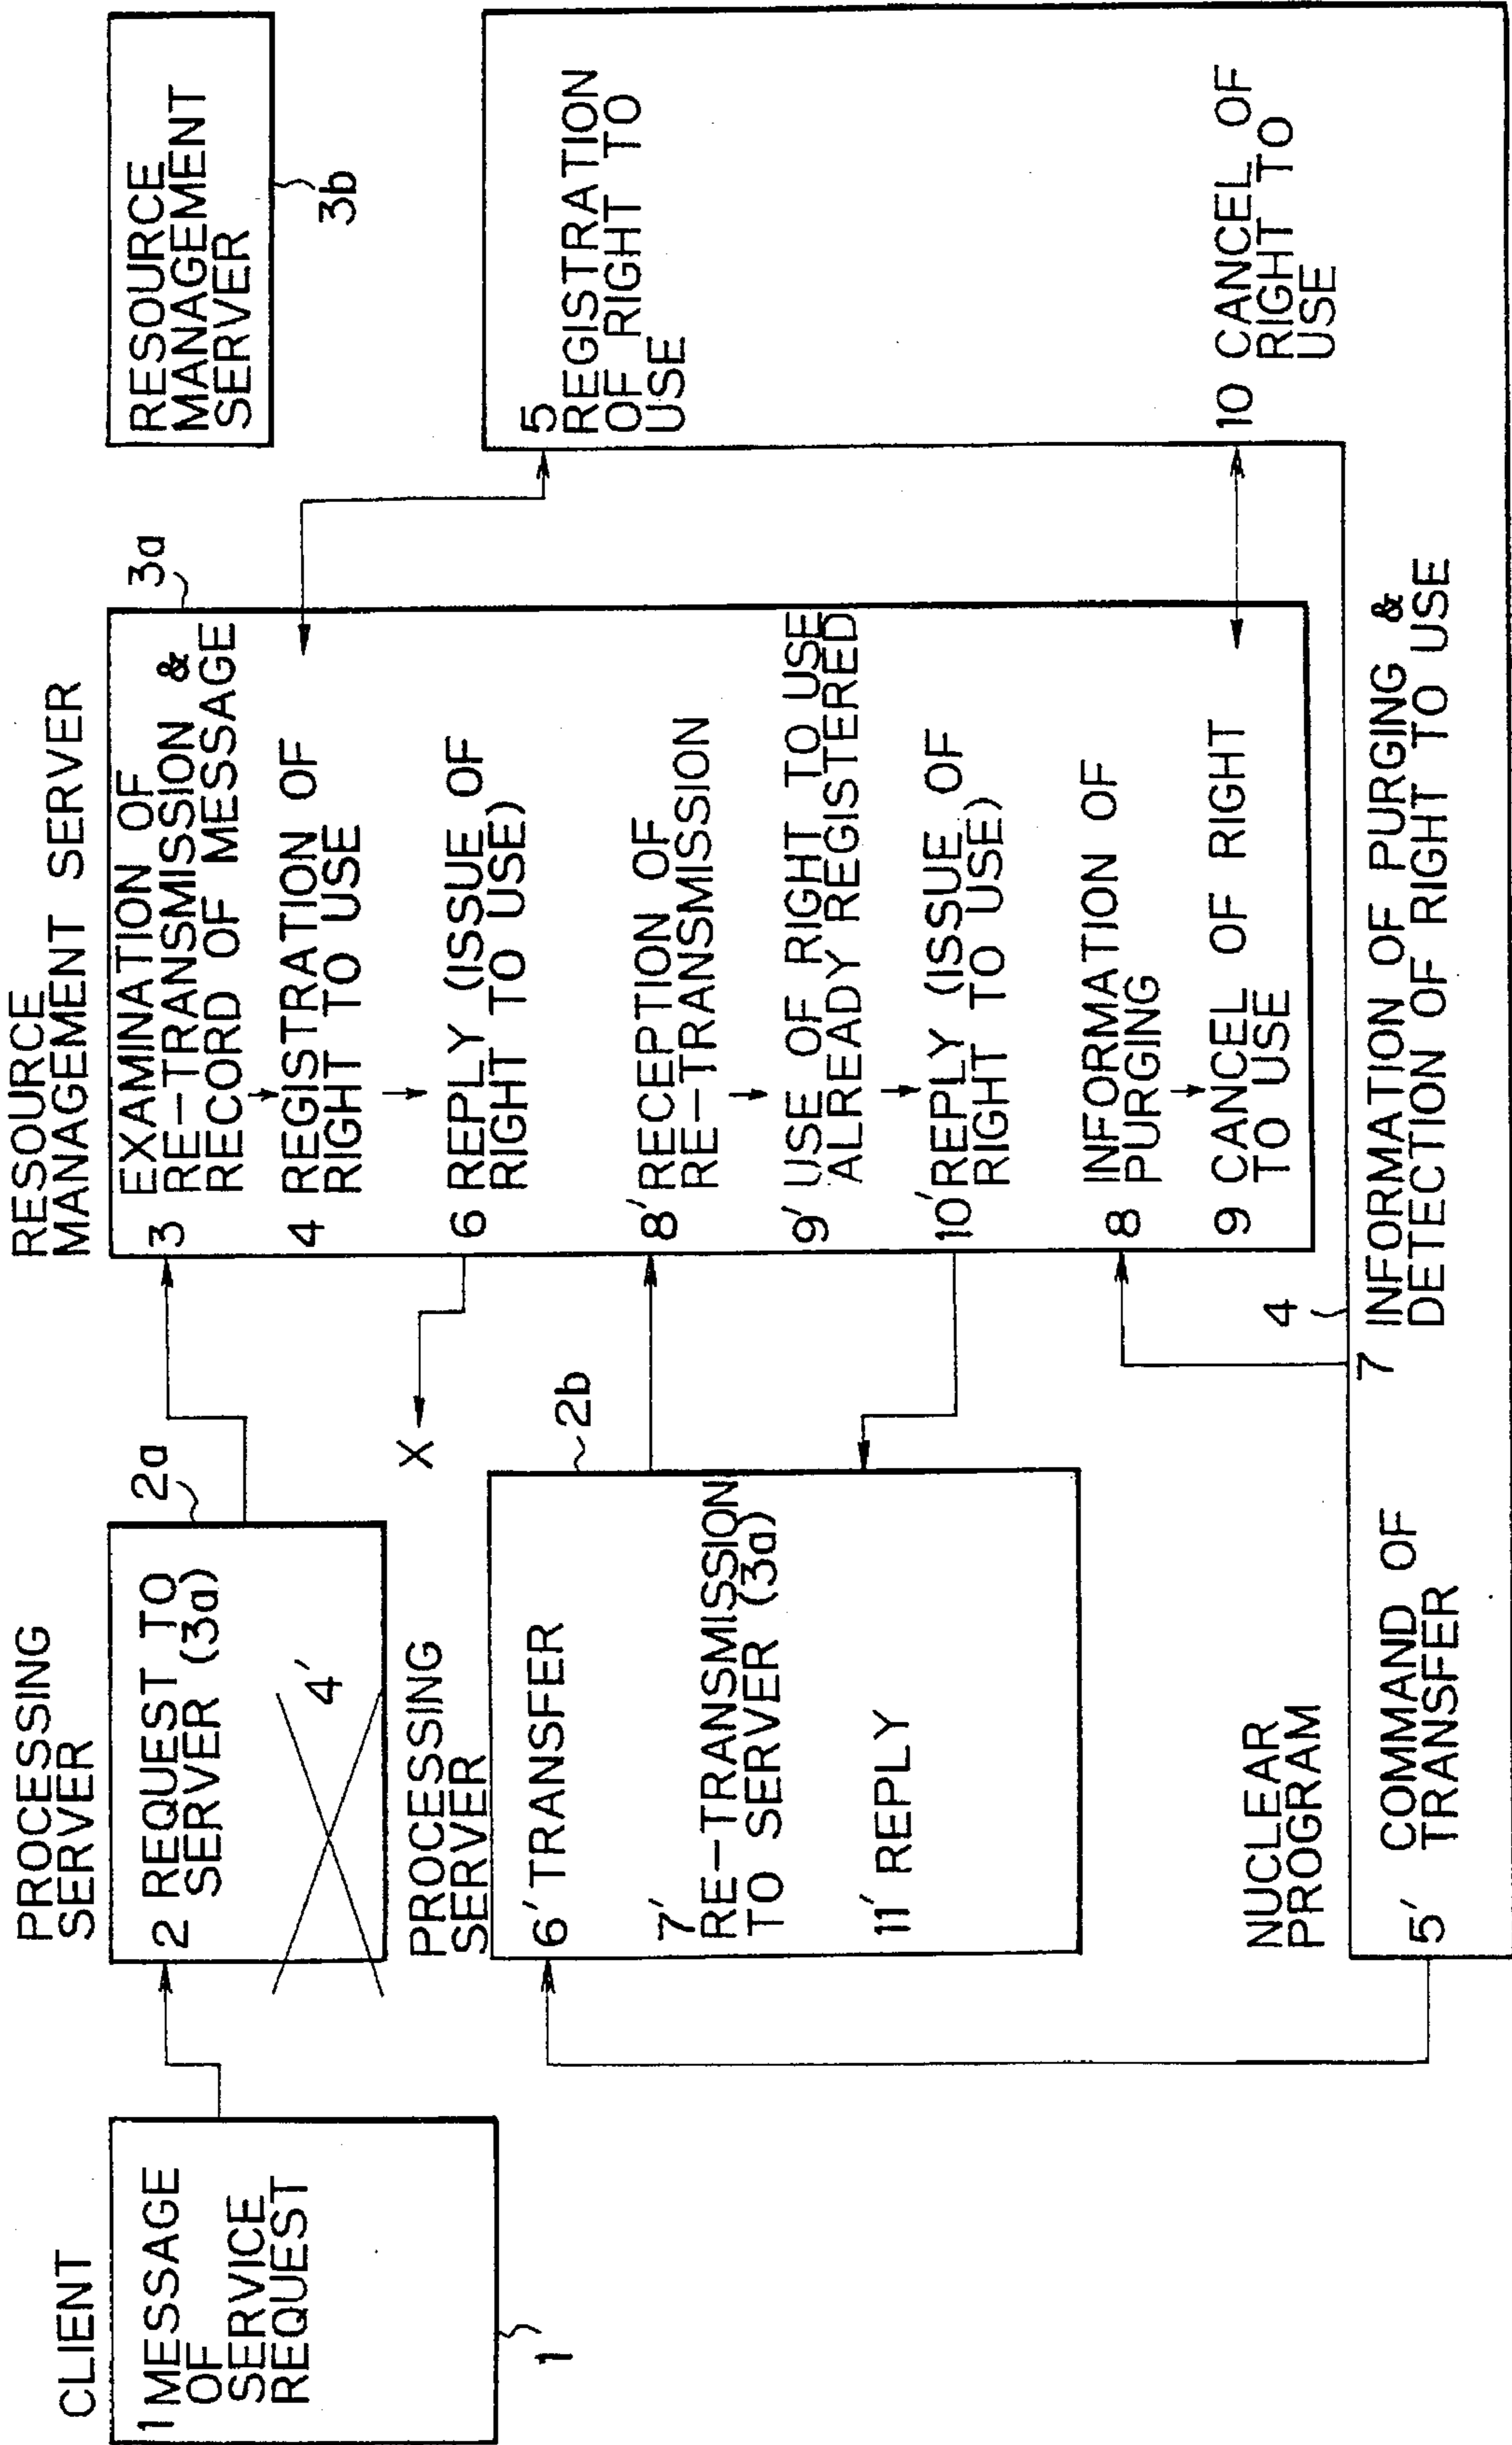 CLIENT
1 MESSAGE
OF
SERVICE
REQUEST
1
PROCESSING
SERVER
2 REQUEST TO
SERVER (3a)
4'
2a
PROCESSING
SERVER
6' TRANSFER
7'
RE-TRANSMISSION
TO SERVER (3a)
11' REPLY
2b
X
RESOURCE
MANAGEMENT SERVER
3a
EXAMINATION OF
3 RE-TRANSMISSION &
RECORD OF MESSAGE
4 REGISTRATION OF
RIGHT TO USE
6 REPLY (ISSUE OF
RIGHT TO USE)
8' RECEPTION OF
RE-TRANSMISSION
9' USE OF RIGHT TO USE
ALREADY REGISTERED
10' REPLY (ISSUE OF
RIGHT TO USE)
8 INFORMATION OF
PURGING
9 CANCEL OF RIGHT
TO USE
RESOURCE
MANAGEMENT
SERVER
3b
NUCLEAR
PROGRAM
5' COMMAND OF
TRANSFER
4
7 INFORMATION OF PURGING &
DETECTION OF RIGHT TO USE
5
REGISTRATION
OF RIGHT TO
USE
10 CANCEL OF
RIGHT TO
USE